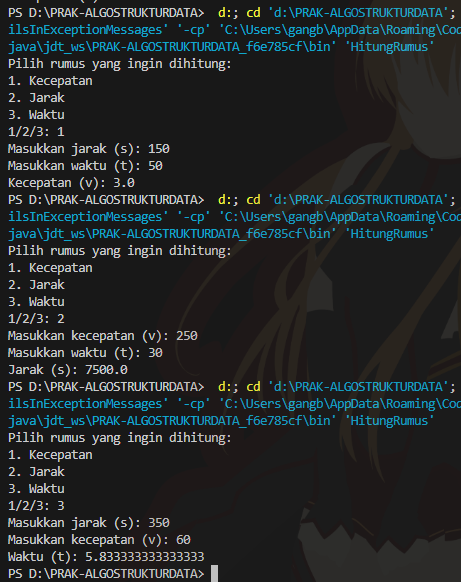 PS D:\PRAK-ALGOSTRUKTURDATA>  d:; cd 'd:\PRAK-ALGOSTRUKTURDATA';
ilsInExceptionMessages' '-cp' 'C:\Users\gangb\AppData\Roaming\Cod
java\jdt_ws\PRAK-ALGOSTRUKTURDATA_f6e785cf\bin' 'HitungRumus'
Pilih rumus yang ingin dihitung:
1. Kecepatan
2. Jarak
3. Waktu
1/2/3: 1
Masukkan jarak (s): 150
Masukkan waktu (t): 50
Kecepatan (v): 3.0
PS D:\PRAK-ALGOSTRUKTURDATA>  d:; cd 'd:\PRAK-ALGOSTRUKTURDATA';
ilsInExceptionMessages' '-cp' 'C:\Users\gangb\AppData\Roaming\Cod
java\jdt_ws\PRAK-ALGOSTRUKTURDATA_f6e785cf\bin' 'HitungRumus'
Pilih rumus yang ingin dihitung:
1. Kecepatan
2. Jarak
3. Waktu
1/2/3: 2
Masukkan kecepatan (v): 250
Masukkan waktu (t): 30
Jarak (s): 7500.0
PS D:\PRAK-ALGOSTRUKTURDATA>  d:; cd 'd:\PRAK-ALGOSTRUKTURDATA';
ilsInExceptionMessages' '-cp' 'C:\Users\gangb\AppData\Roaming\Cod
java\jdt_ws\PRAK-ALGOSTRUKTURDATA_f6e785cf\bin' 'HitungRumus'
Pilih rumus yang ingin dihitung:
1. Kecepatan
2. Jarak
3. Waktu
1/2/3: 3
Masukkan jarak (s): 350
Masukkan kecepatan (v): 60
Waktu (t): 5.833333333333333
PS D:\PRAK-ALGOSTRUKTURDATA>